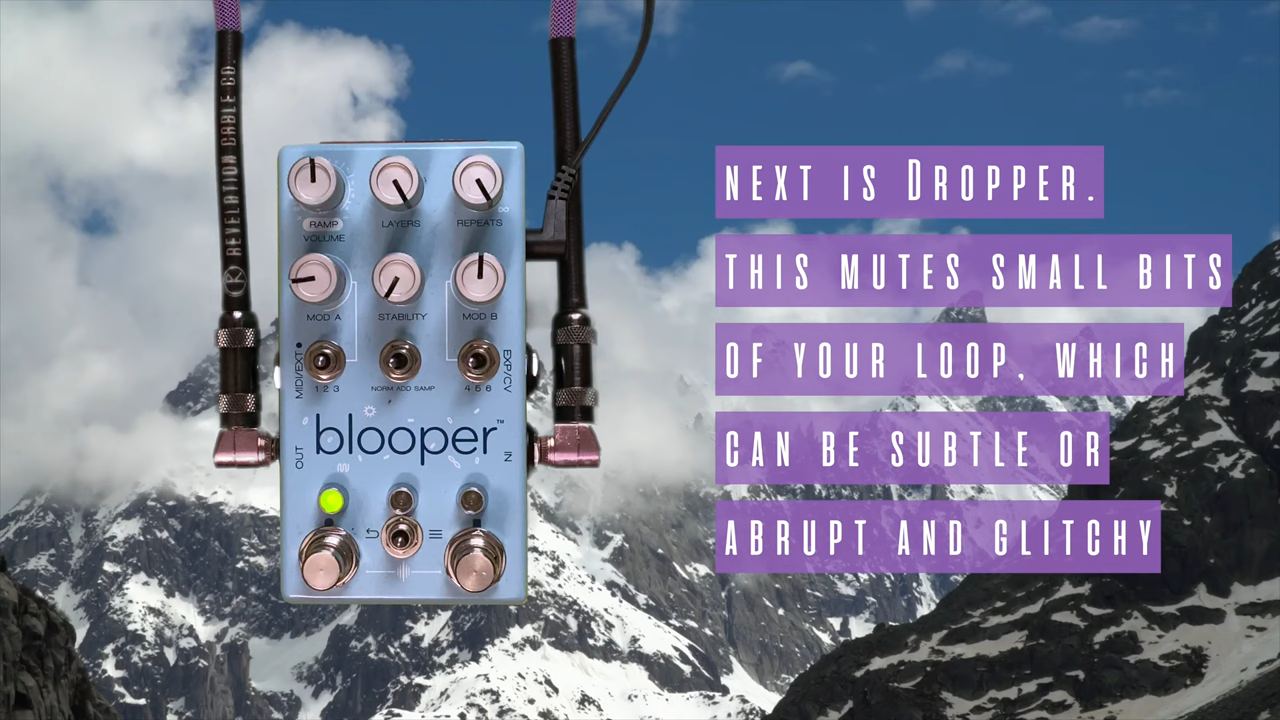 REVELATION CABLE CO.
RAMP
VOLUME
LAYERS
REPEATS
∞
MOD A
STABILITY
MOD B
MIDI/EXT
1 2 3
NORM ADD SAMP
4 5 6
EXP/CV
blooper™
OUT
IN
NEXT IS DROPPER.
THIS MUTES SMALL BITS
OF YOUR LOOP, WHICH
CAN BE SUBTLE OR
ABRUPT AND GLITCHY